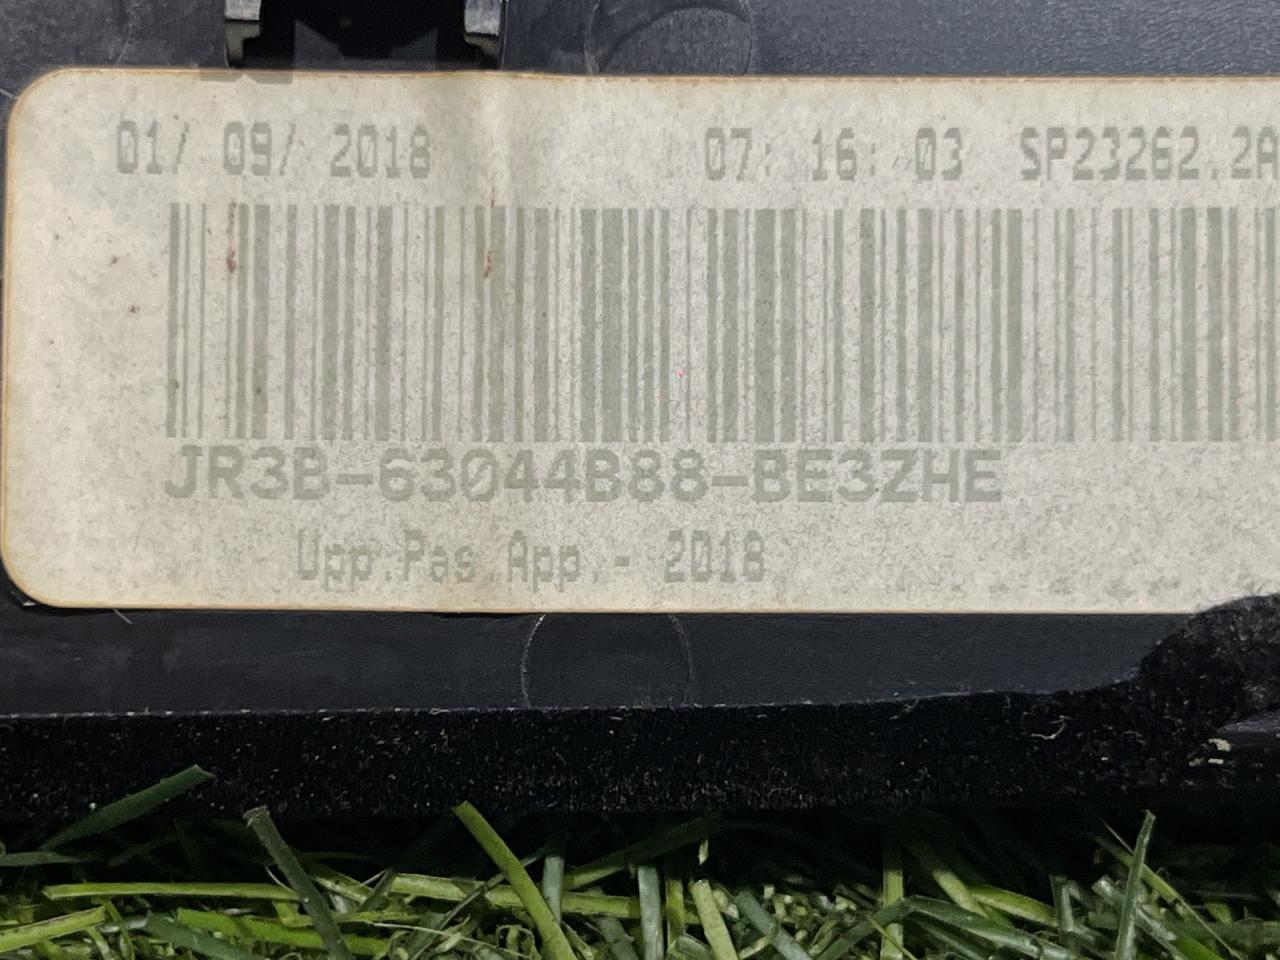 01/ 09/ 2018 07: 16: 03 SP23262.2A
JR3B-63044B88-BE3ZHE
Upp.Pas.App.- 2018